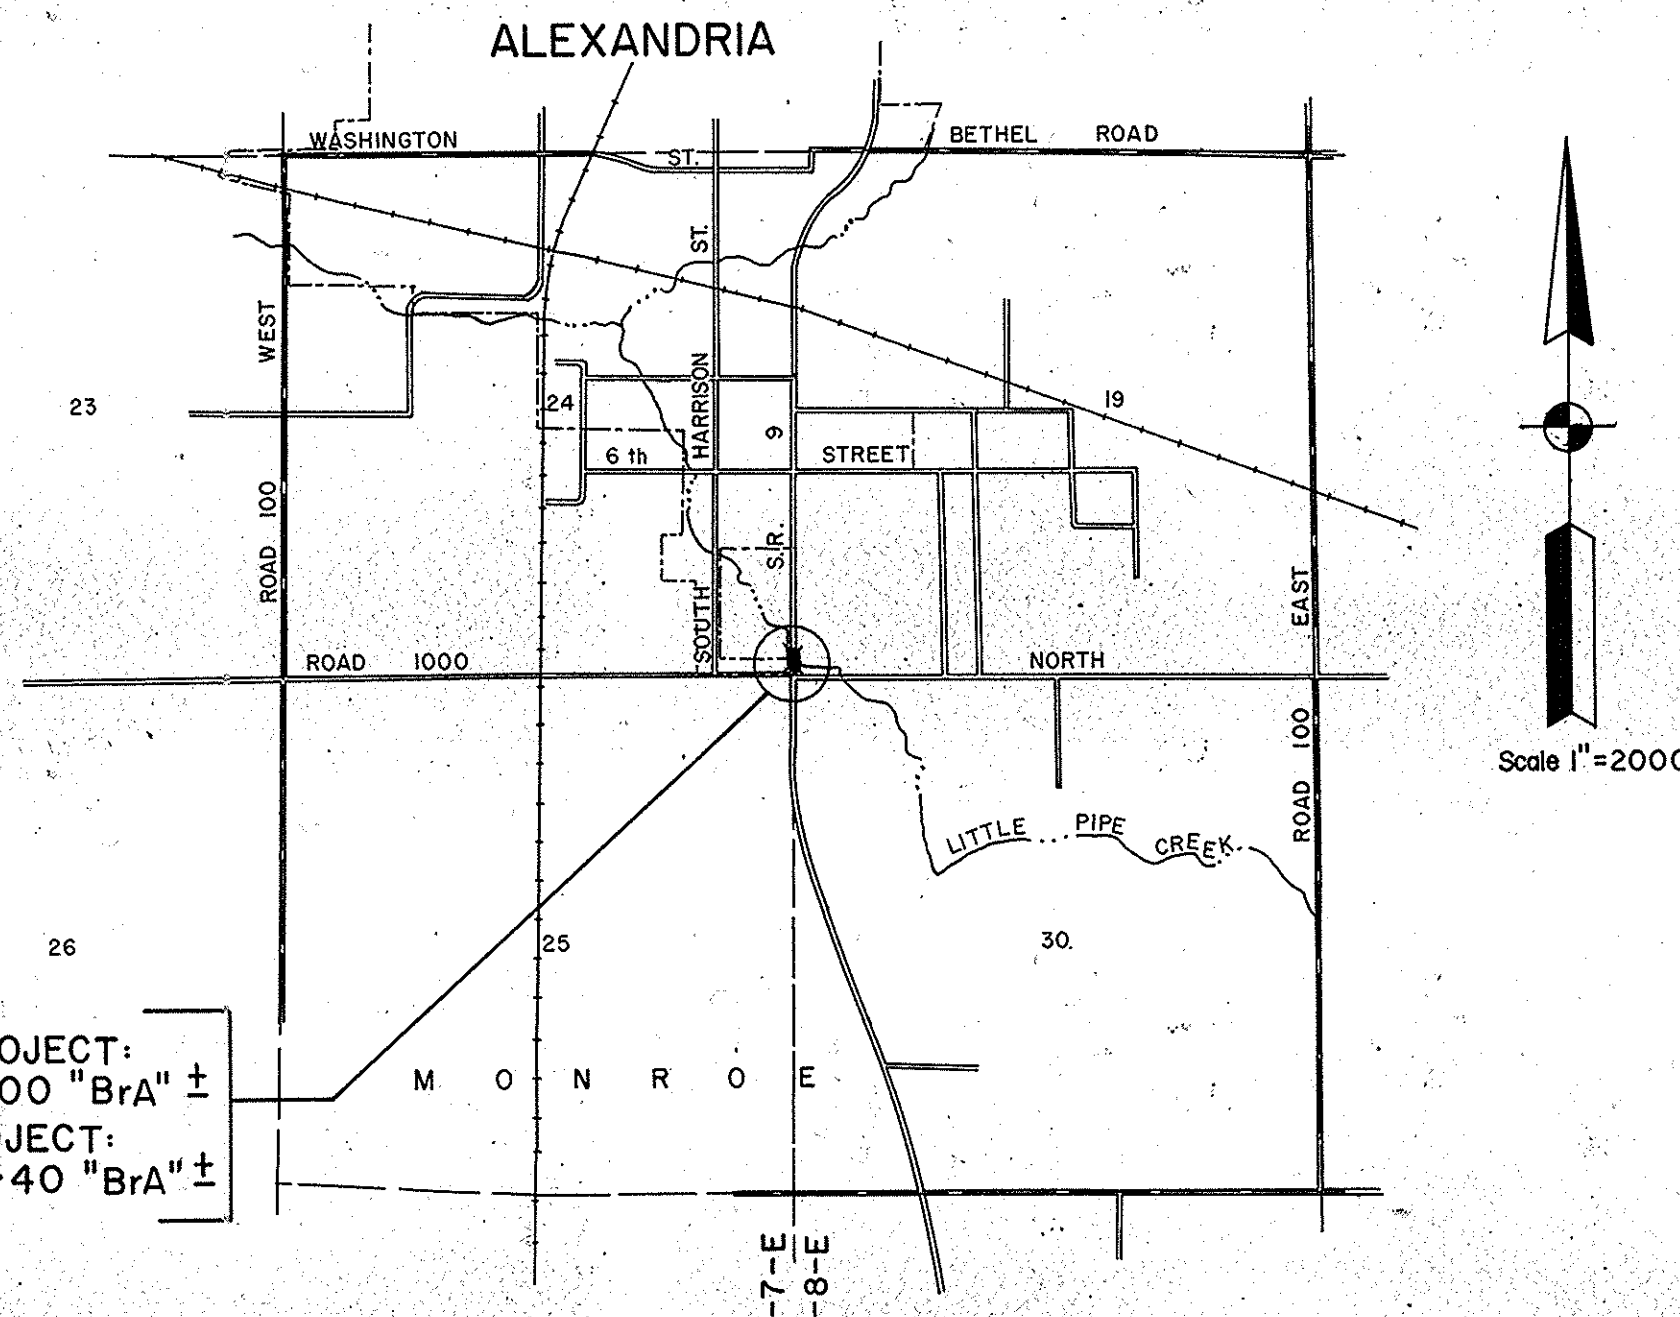 ALEXANDRIA
WASHINGTON ST.
BETHEL ROAD
WEST
ROAD 100
SOUTH HARRISON ST.
S.R. 9
6 th STREET
23
24
19
ROAD 1000 NORTH
EAST
ROAD 100
Scale 1"=200
LITTLE PIPE CREEK
26
25
30.
OJECT:
00 "BrA" ±
JECT:
40 "BrA" ±
MONROE
-7-E
-8-E